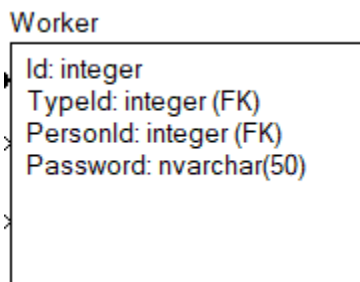 Worker
Id: integer
TypeId: integer (FK)
PersonId: integer (FK)
Password: nvarchar(50)